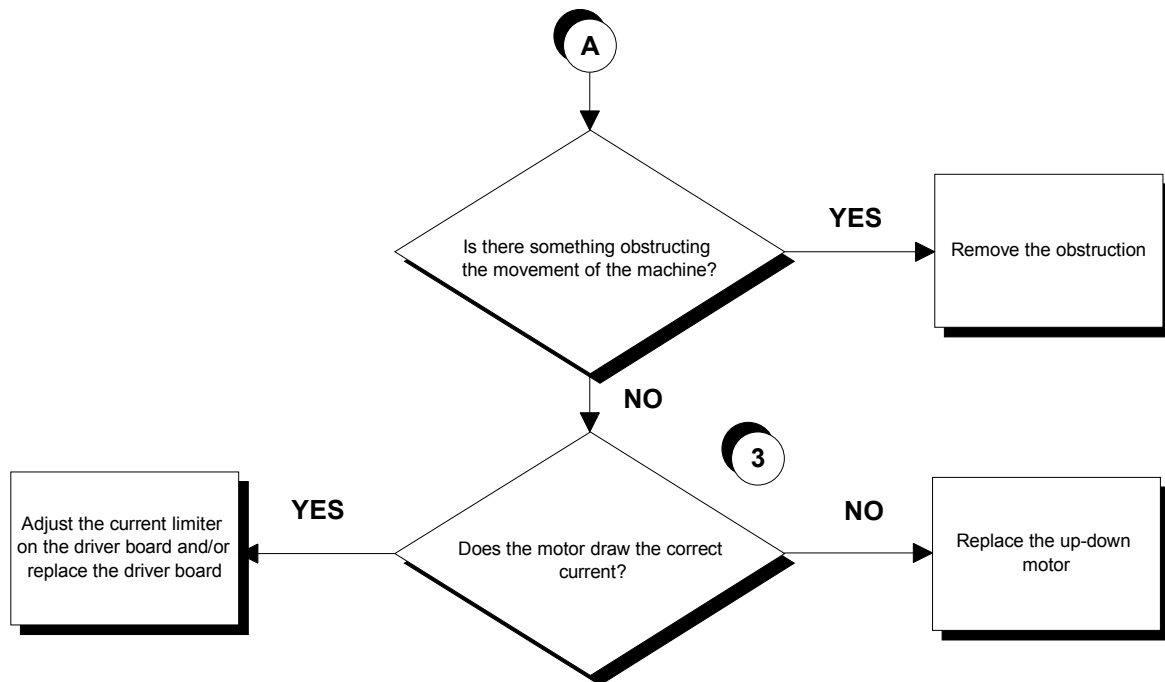 A
Is there something obstructing
the movement of the machine?
YES
Remove the obstruction
NO
3
Adjust the current limiter
on the driver board and/or
replace the driver board
YES
Does the motor draw the correct
current?
NO
Replace the up-down
motor